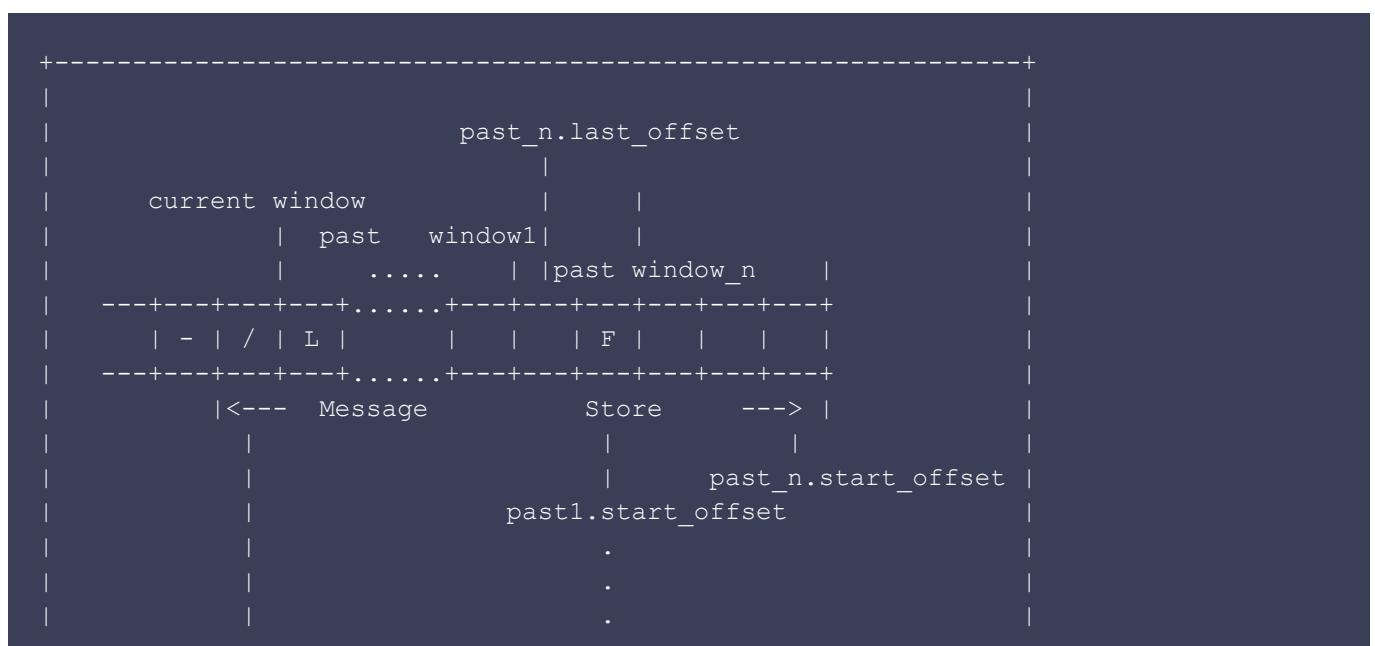 +--------------------------------------------------------------+
|                                                              |
|                          past_n.last_offset                  |
|                               |                              |
|      current window           |     |                        |
|              |  past   window1|     |                        |
|              |     .....    | |past window_n    |            |
|   ---+---+---+---+......+---+---+---+---+---+---+            |
|      | - | / | L |      |   |   | F |   |   |   |            |
|   ---+---+---+---+......+---+---+---+---+---+---+            |
|          |<---  Message          Store     ---> |            |
|            |                      |           |              |
|            |                      |     past_n.start_offset |
|            |                past1.start_offset               |
|            |                      .                          |
|            |                      .                          |
|            |                      .                          |